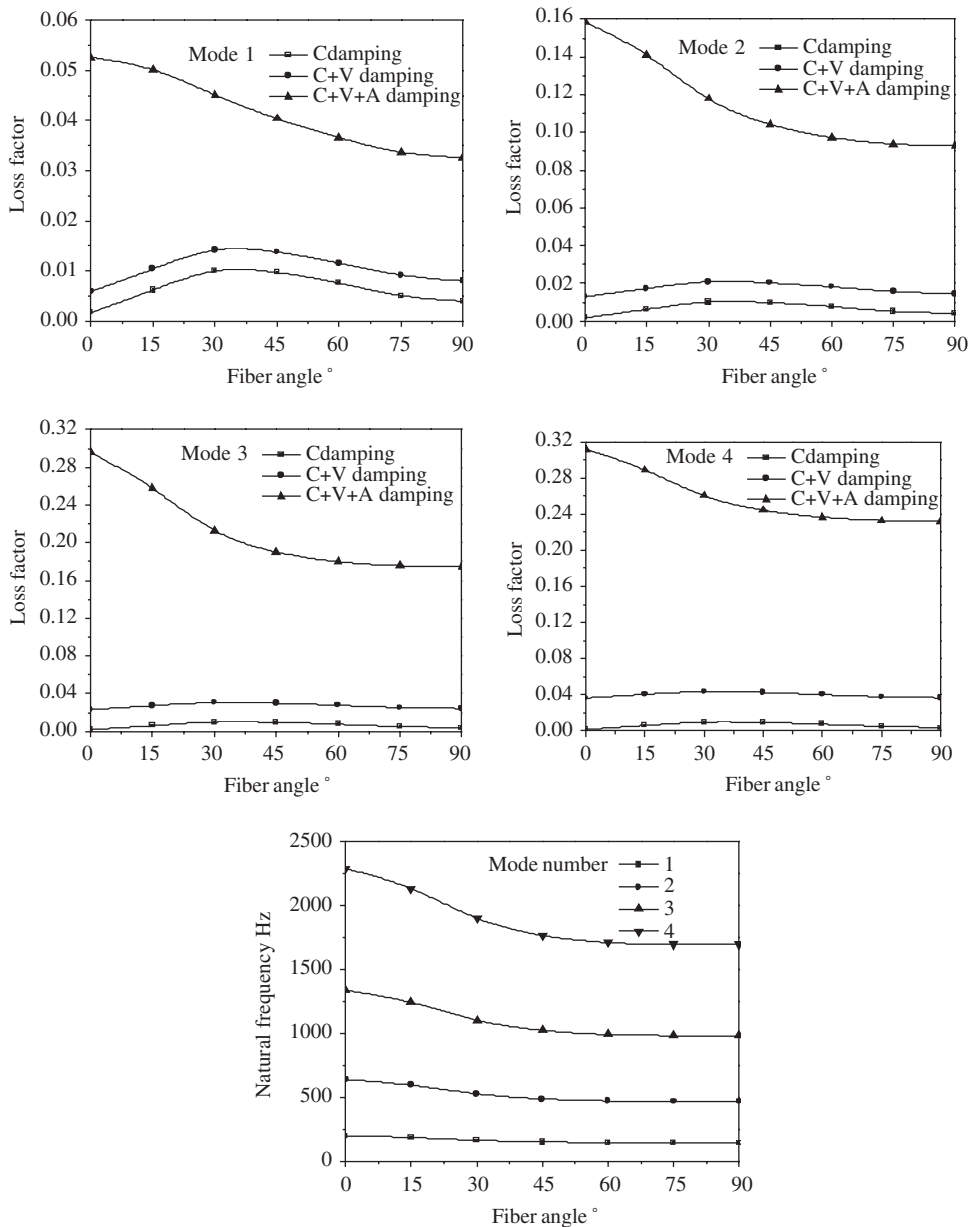 Loss factor
0.06
0.05
0.04
0.03
0.02
0.01
0.00
Mode 1
Cdamping
C+V damping
C+V+A damping
0 15 30 45 60 75 90
Fiber angle °
Loss factor
0.16
0.14
0.12
0.10
0.08
0.06
0.04
0.02
0.00
Mode 2
Cdamping
C+V damping
C+V+A damping
0 15 30 45 60 75 90
Fiber angle °
Loss factor
0.32
0.28
0.24
0.20
0.16
0.12
0.08
0.04
0.00
Mode 3
Cdamping
C+V damping
C+V+A damping
0 15 30 45 60 75 90
Fiber angle °
Loss factor
0.32
0.28
0.24
0.20
0.16
0.12
0.08
0.04
0.00
Mode 4
Cdamping
C+V damping
C+V+A damping
0 15 30 45 60 75 90
Fiber angle °
Natural frequency Hz
2500
2000
1500
1000
500
0
Mode number
1
2
3
4
0 15 30 45 60 75 90
Fiber angle °